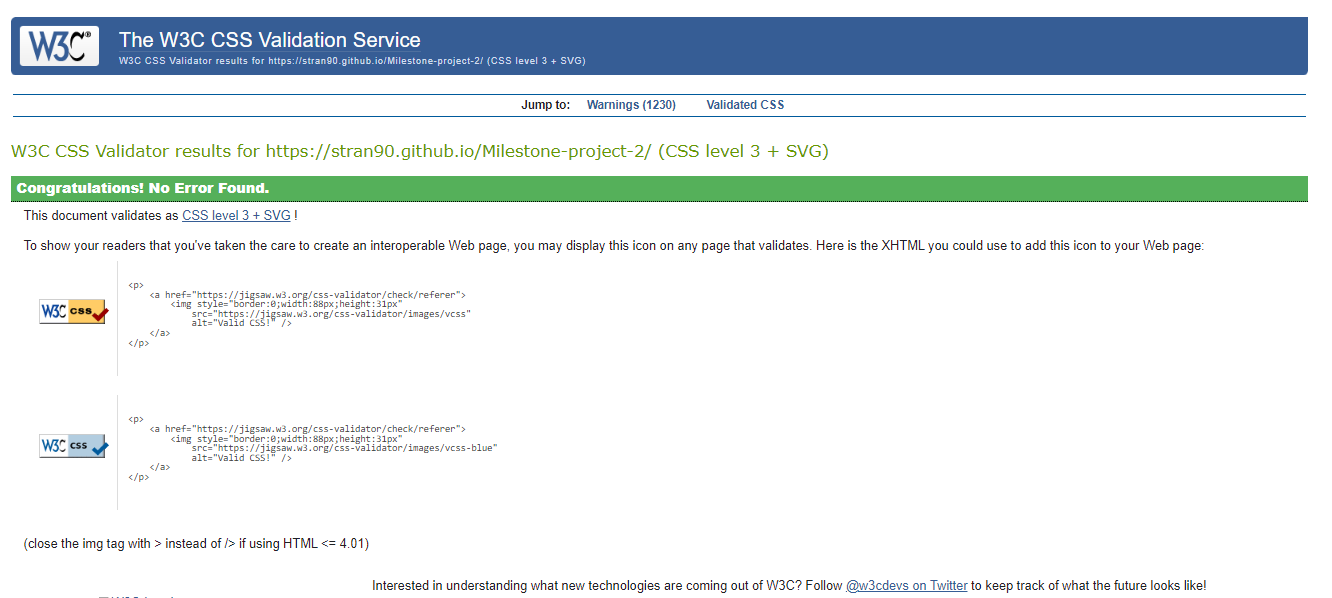 W3C®
The W3C CSS Validation Service
W3C CSS Validator results for https://stran90.github.io/Milestone-project-2/ (CSS level 3 + SVG)
Jump to: Warnings (1230) Validated CSS
W3C CSS Validator results for https://stran90.github.io/Milestone-project-2/ (CSS level 3 + SVG)
Congratulations! No Error Found.
This document validates as CSS level 3 + SVG !
To show your readers that you've taken the care to create an interoperable Web page, you may display this icon on any page that validates. Here is the XHTML you could use to add this icon to your Web page:
W3C css
<p>
<a href="https://jigsaw.w3.org/css-validator/check/referer">
<img style="border:0;width:88px;height:31px"
src="https://jigsaw.w3.org/css-validator/images/vcss"
alt="Valid CSS!" />
</a>
</p>
W3C css
<p>
<a href="https://jigsaw.w3.org/css-validator/check/referer">
<img style="border:0;width:88px;height:31px"
src="https://jigsaw.w3.org/css-validator/images/vcss-blue"
alt="Valid CSS!" />
</a>
</p>
(close the img tag with > instead of /> if using HTML <= 4.01)
Interested in understanding what new technologies are coming out of W3C? Follow @w3cdevs on Twitter to keep track of what the future looks like!